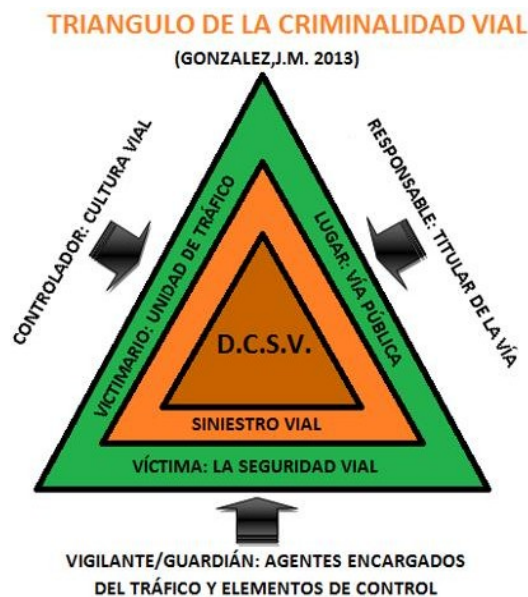 TRIANGULO DE LA CRIMINALIDAD VIAL
(GONZALEZ,J.M. 2013)
CONTROLADOR: CULTURA VIAL
RESPONSABLE: TITULAR DE LA VÍA
VICTIMARIO: UNIDAD DE TRÁFICO
LUGAR: VÍA PÚBLICA
D.C.S.V.
SINIESTRO VIAL
VÍCTIMA: LA SEGURIDAD VIAL
VIGILANTE/GUARDIÁN: AGENTES ENCARGADOS
DEL TRÁFICO Y ELEMENTOS DE CONTROL